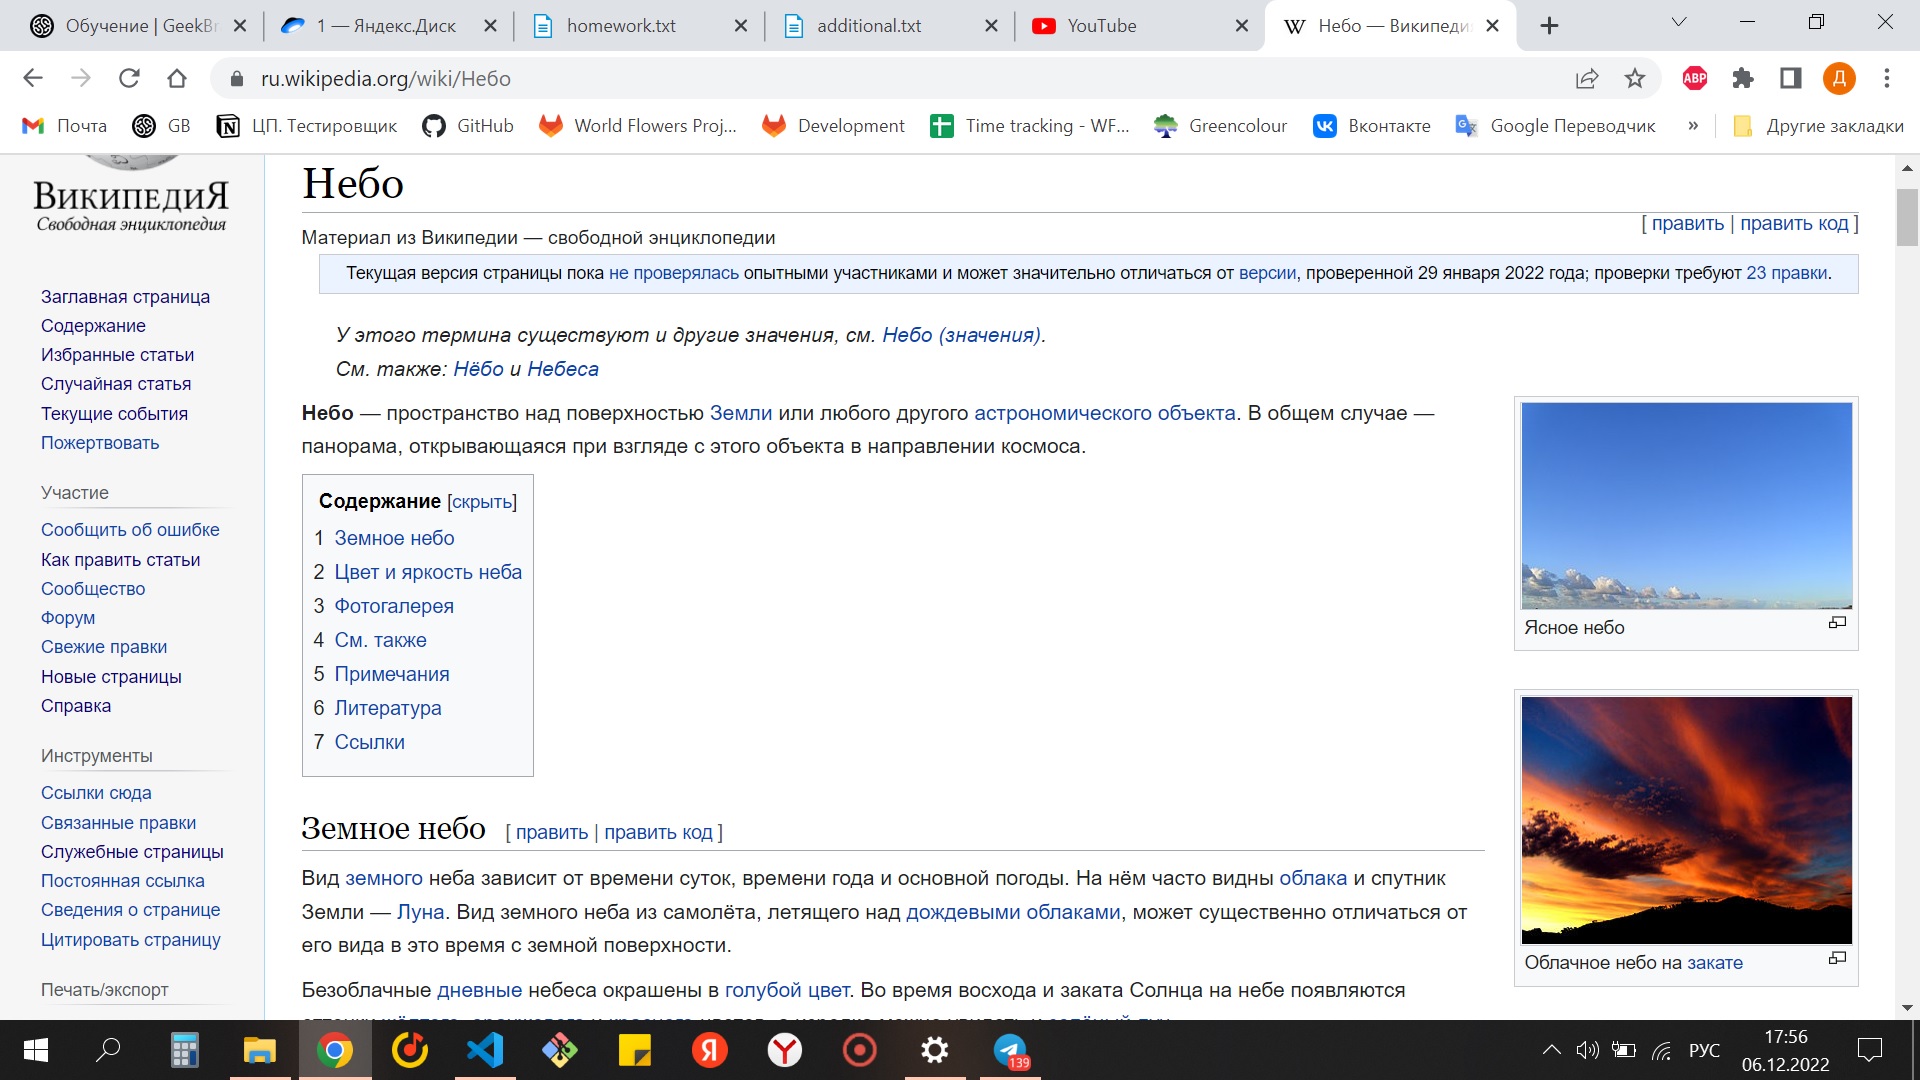 Обучение | GeekBr
1 — Яндекс.Диск
homework.txt
additional.txt
YouTube
Небо — Википеди
ru.wikipedia.org/wiki/Небо
ABP
Д
Почта
GB
ЦП. Тестировщик
GitHub
World Flowers Proj...
Development
Time tracking - WF...
Greencolour
Вконтакте
Google Переводчик
»
Другие закладки
ВикипедиЯ
Свободная энциклопедия
Заглавная страница
Содержание
Избранные статьи
Случайная статья
Текущие события
Пожертвовать
Участие
Сообщить об ошибке
Как править статьи
Сообщество
Форум
Свежие правки
Новые страницы
Справка
Инструменты
Ссылки сюда
Связанные правки
Служебные страницы
Постоянная ссылка
Сведения о странице
Цитировать страницу
Печать/экспорт
Небо
[ править | править код ]
Материал из Википедии — свободной энциклопедии
Текущая версия страницы пока не проверялась опытными участниками и может значительно отличаться от версии, проверенной 29 января 2022 года; проверки требуют 23 правки.
У этого термина существуют и другие значения, см. Небо (значения).
См. также: Нёбо и Небеса
Небо — пространство над поверхностью Земли или любого другого астрономического объекта. В общем случае —
панорама, открывающаяся при взгляде с этого объекта в направлении космоса.
Содержание [скрыть]
1 Земное небо
2 Цвет и яркость неба
3 Фотогалерея
4 См. также
5 Примечания
6 Литература
7 Ссылки
Ясное небо
Облачное небо на закате
Земное небо [ править | править код ]
Вид земного неба зависит от времени суток, времени года и основной погоды. На нём часто видны облака и спутник
Земли — Луна. Вид земного неба из самолёта, летящего над дождевыми облаками, может существенно отличаться от
его вида в это время с земной поверхности.
Безоблачные дневные небеса окрашены в голубой цвет. Во время восхода и заката Солнца на небе появляются
139
РУС
17:56
06.12.2022